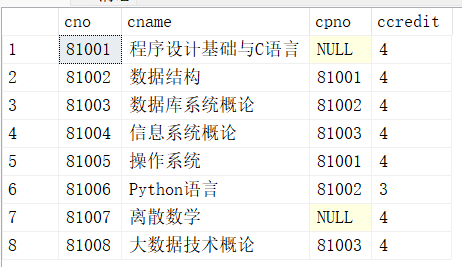 cno cname cpno ccredit
1 81001 程序设计基础与C语言 NULL 4
2 81002 数据结构 81001 4
3 81003 数据库系统概论 81002 4
4 81004 信息系统概论 81003 4
5 81005 操作系统 81001 4
6 81006 Python语言 81002 3
7 81007 离散数学 NULL 4
8 81008 大数据技术概论 81003 4